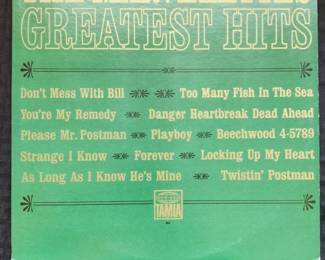 GREATEST HITS
Don't Mess With Bill Too Many Fish In The Sea
You're My Remedy Danger Heartbreak Dead Ahead
Please Mr. Postman Playboy Beechwood 4-5789
Strange I Know Forever Locking Up My Heart
As Long As I Know He's Mine Twistin' Postman
TAMLA